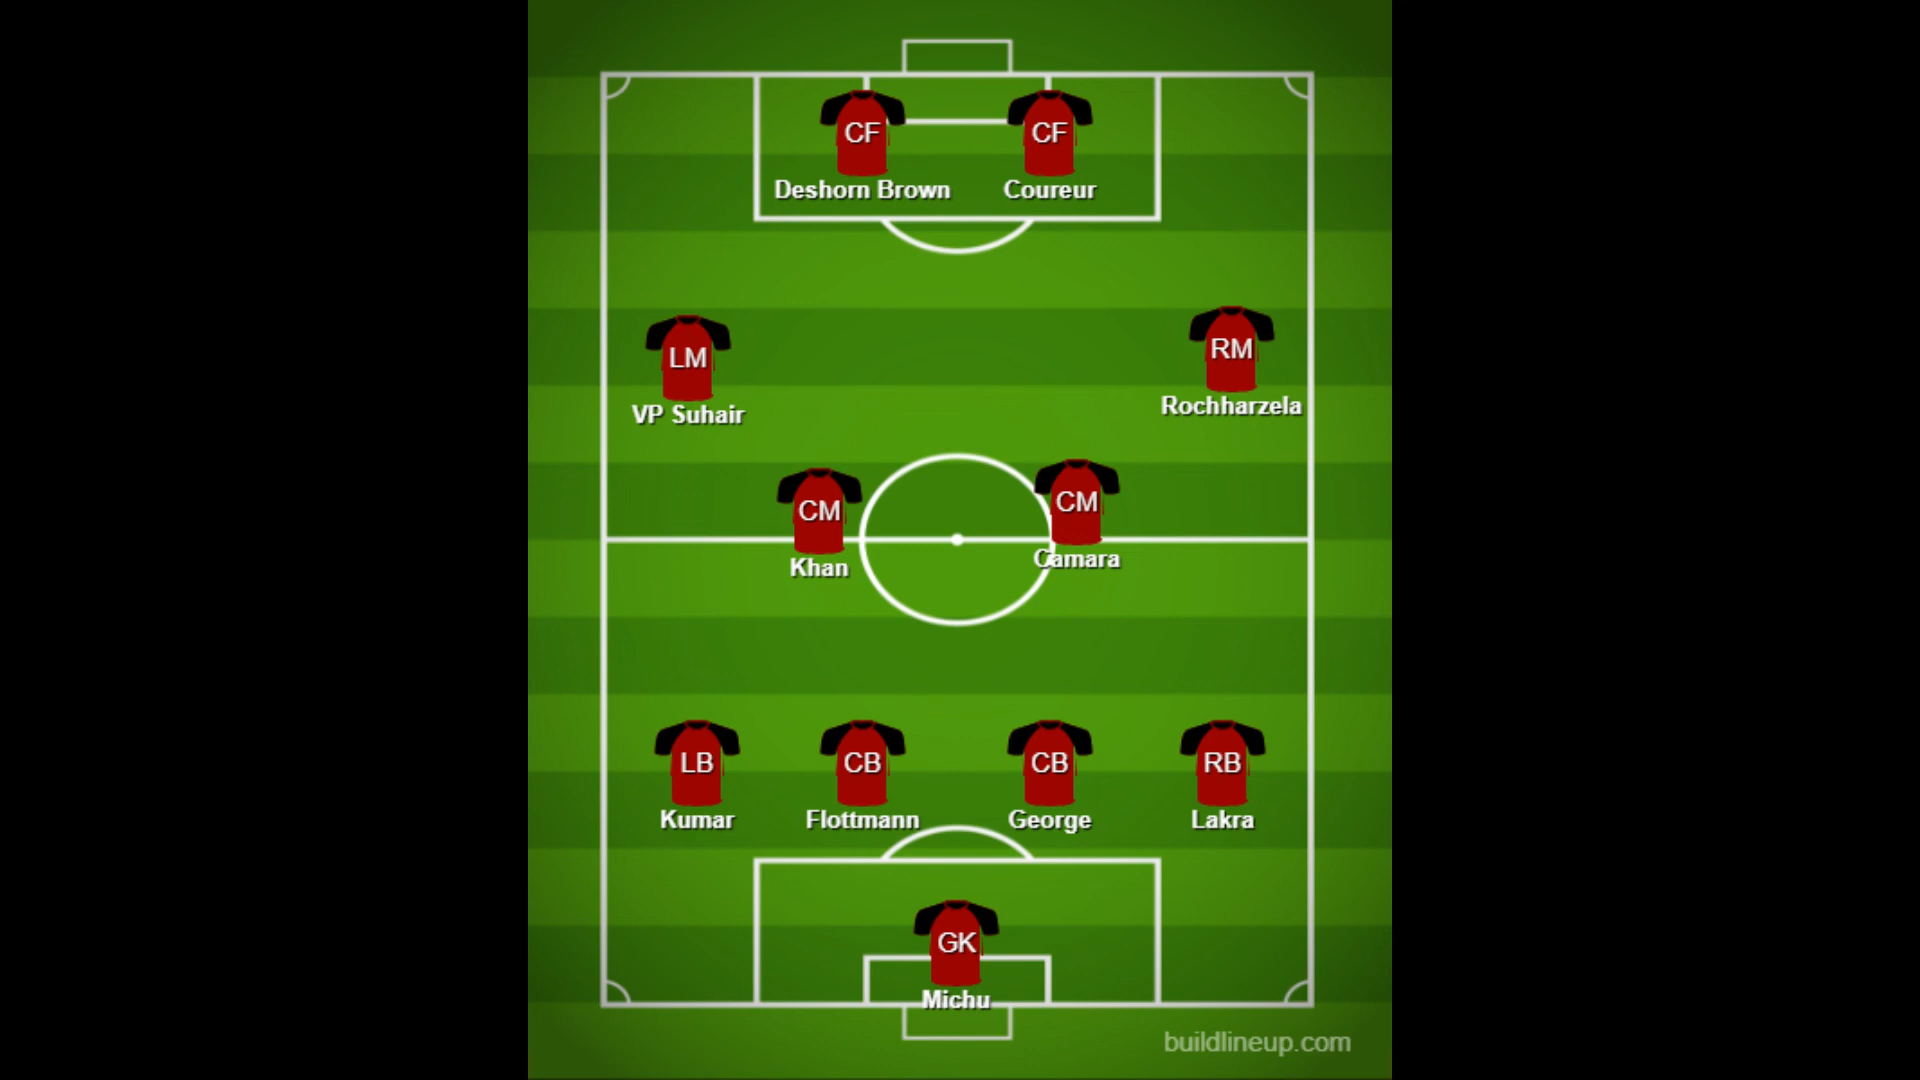 CF
CF
Deshorn Brown
Coureur
LM
RM
VP Suhair
Rochharzela
CM
CM
Khan
Camara
LB
CB
CB
RB
Kumar
Flottmann
George
Lakra
GK
Michu
buildlineup.com